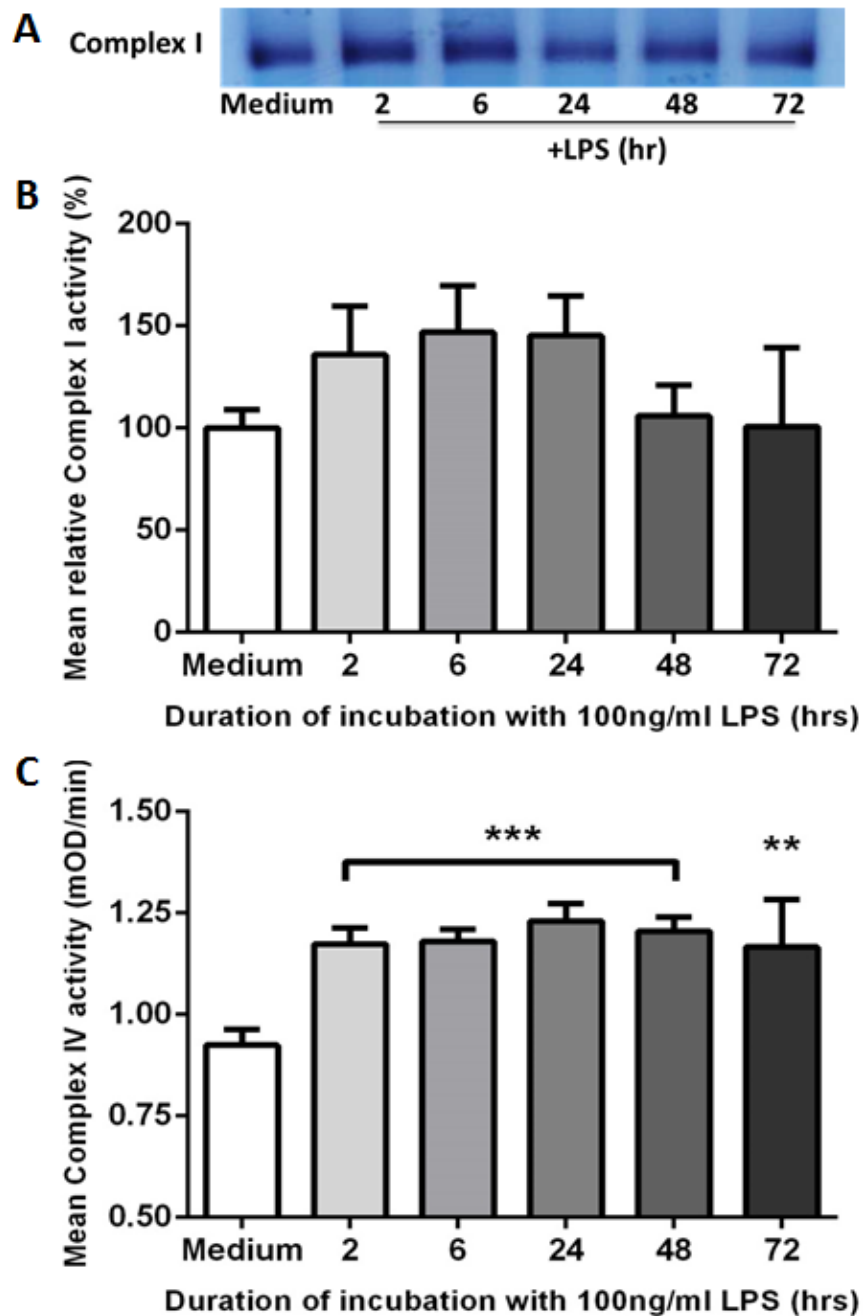 A
Complex I
Medium 2 6 24 48 72
+LPS (hr)
B
Mean relative Complex I activity (%)
200
150
100
50
0
Medium 2 6 24 48 72
Duration of incubation with 100ng/ml LPS (hrs)
C
Mean Complex IV activity (mOD/min)
1.50
1.25
1.00
0.75
0.50
***
**
Medium 2 6 24 48 72
Duration of incubation with 100ng/ml LPS (hrs)